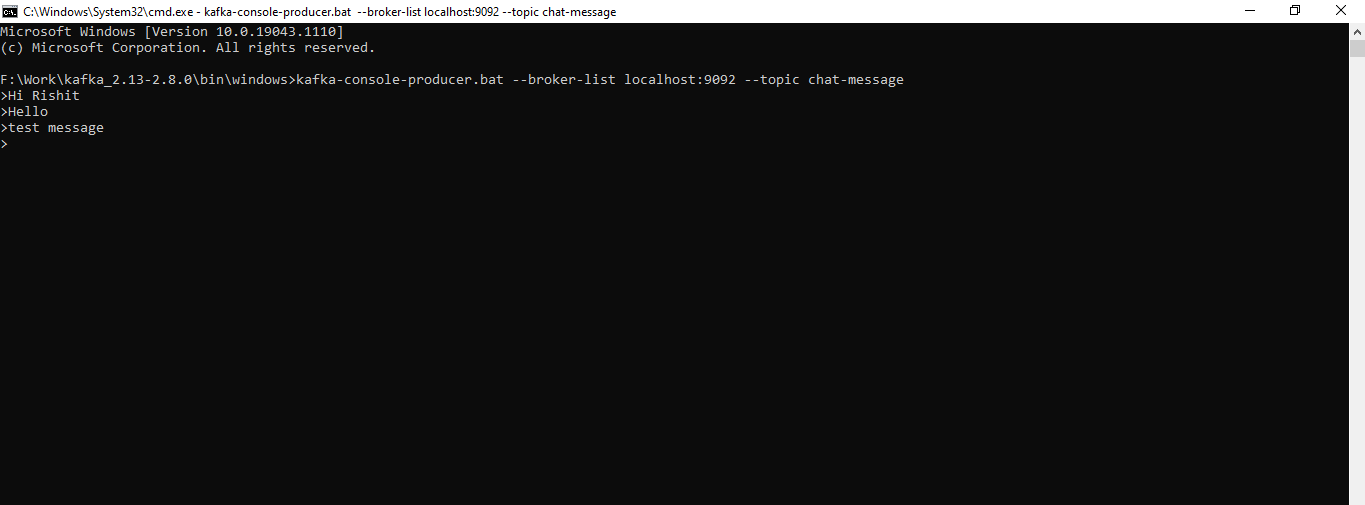 C:\Windows\System32\cmd.exe - kafka-console-producer.bat  --broker-list localhost:9092 --topic chat-message
Microsoft Windows [Version 10.0.19043.1110]
(c) Microsoft Corporation. All rights reserved.
F:\Work\kafka_2.13-2.8.0\bin\windows>kafka-console-producer.bat --broker-list localhost:9092 --topic chat-message
>Hi Rishit
>Hello
>test message
>